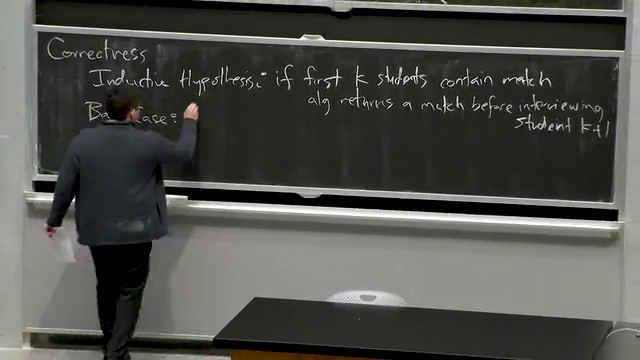 Correctness
Inductive Hypothesis: if first k students contain match
alg returns a match before interviewing
student k+1
Base Case: